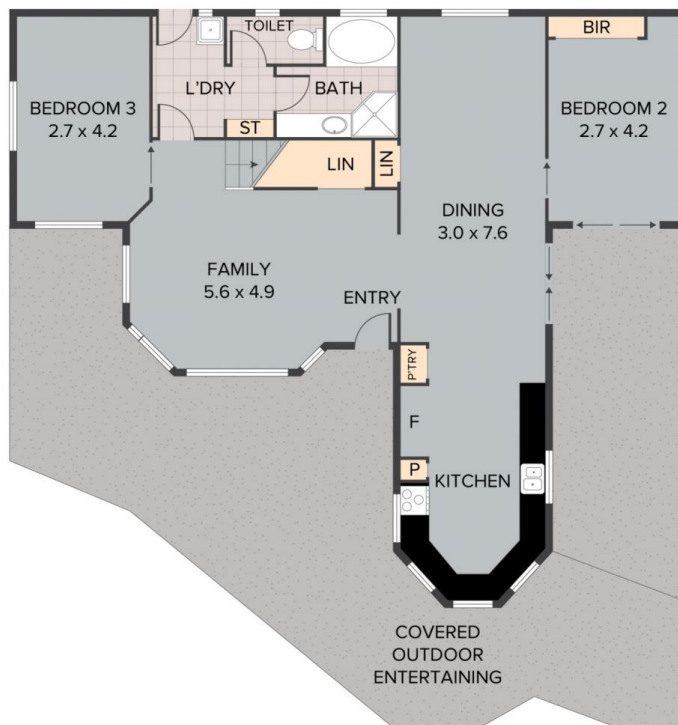 TOILET
BIR
L'DRY
BATH
BEDROOM 3
2.7 x 4.2
BEDROOM 2
2.7 x 4.2
ST
LIN
LIN
DINING
3.0 x 7.6
FAMILY
5.6 x 4.9
ENTRY
P'TRY
F
P
KITCHEN
COVERED
OUTDOOR
ENTERTAINING